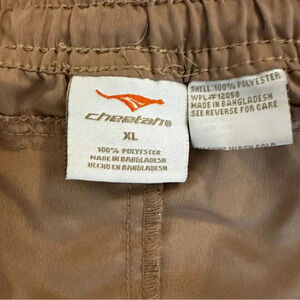 cheetah®
XL
100% POLYESTER
MADE IN BANGLADESH
HECHO EN BANGLADESH
SHELL: 100% POLYESTER
WPL#12058
MADE IN BANGLADESH
SEE REVERSE FOR CARE